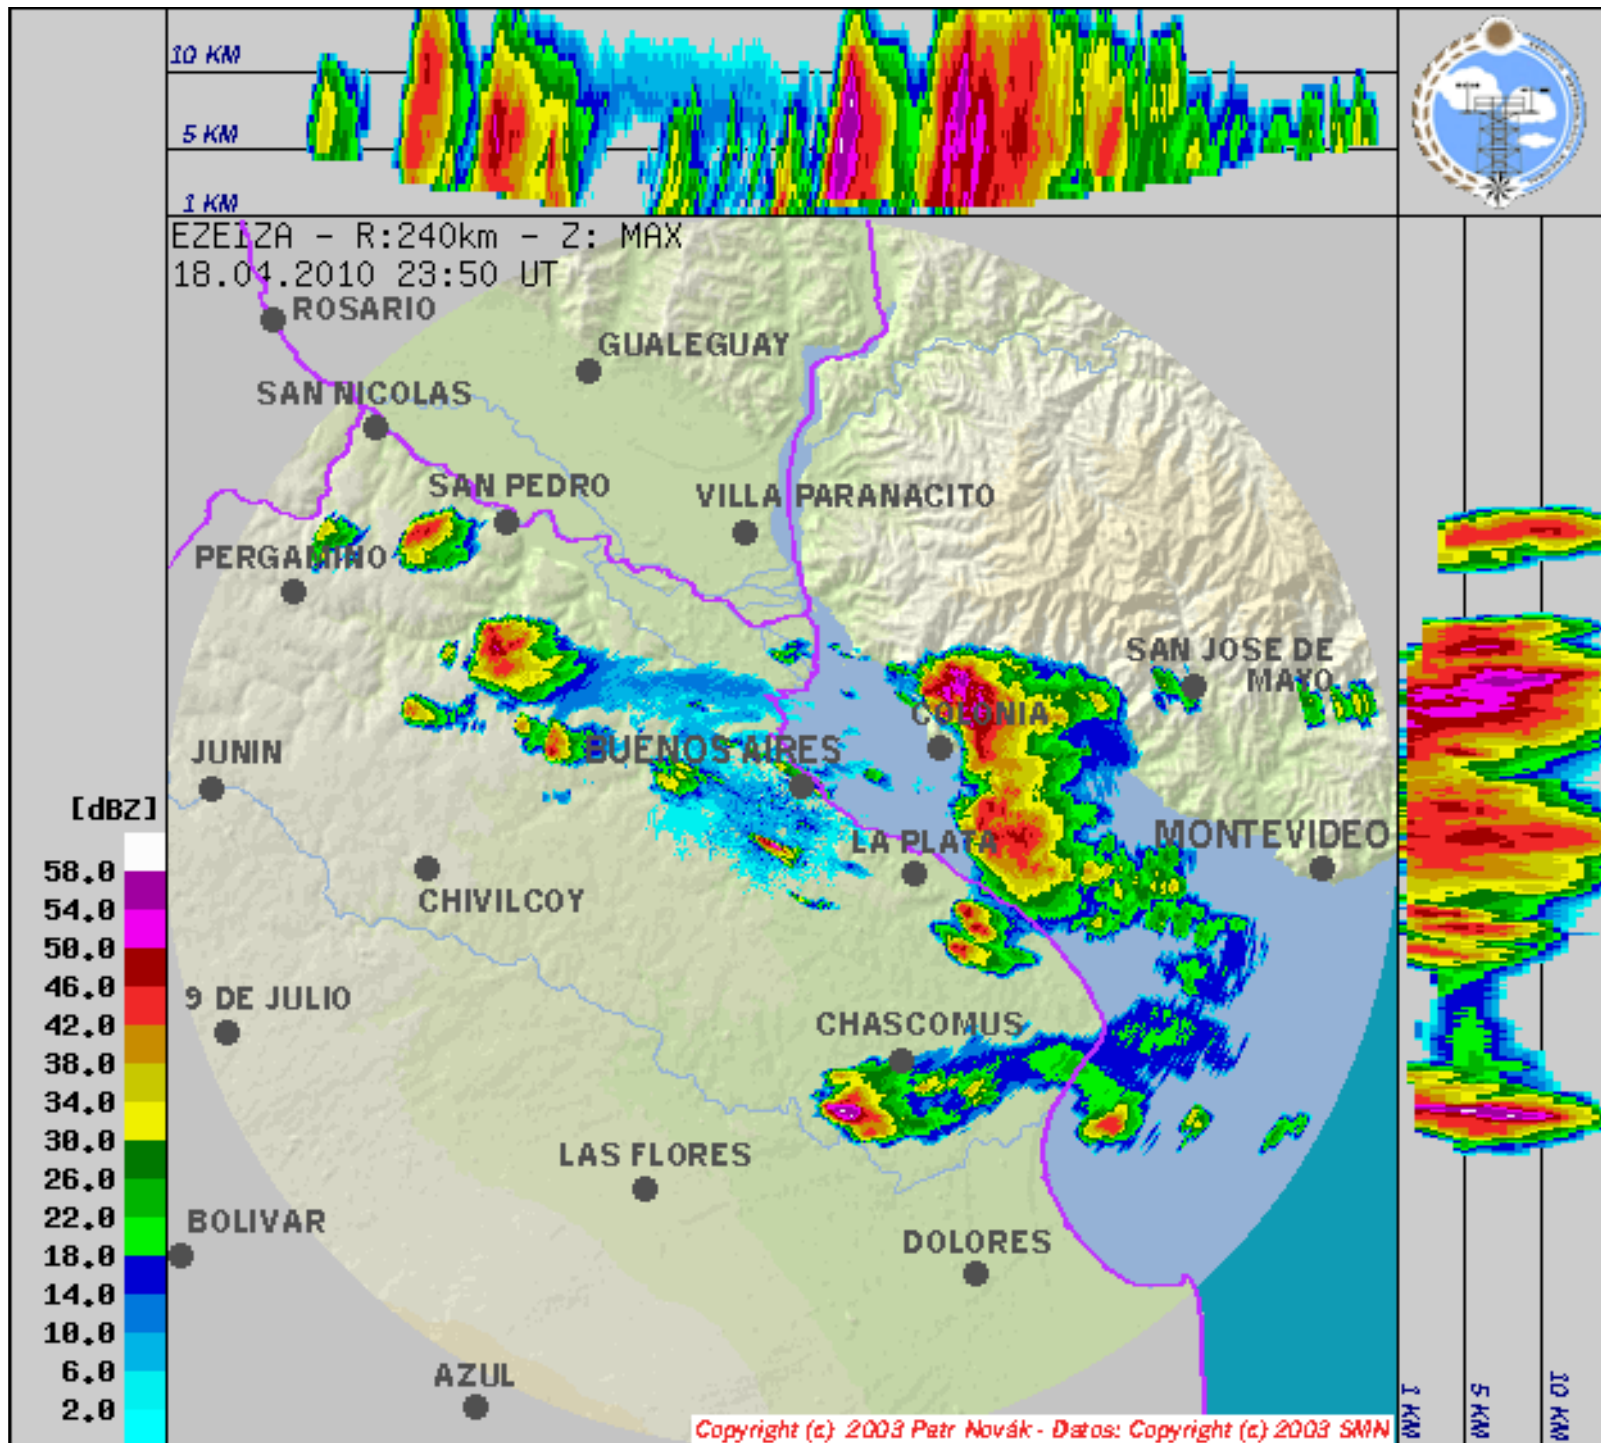 10 KM
5 KM
1 KM
EZEIZA - R:240km - Z: MAX
18.04.2010 23:50 UT
ROSARIO
GUALEGUAY
SAN NICOLAS
SAN PEDRO
VILLA PARANACITO
PERGAMINO
SAN JOSE DE
MAYO
COLONIA
JUNIN
BUENOS AIRES
[dBZ]
LA PLATA
MONTEVIDEO
58.0
54.0
50.0
46.0
42.0
38.0
34.0
30.0
26.0
22.0
18.0
14.0
10.0
6.0
2.0
CHIVILCOY
9 DE JULIO
CHASCOMUS
LAS FLORES
BOLIVAR
DOLORES
AZUL
1 KM
5 KM
10 KM
Copyright (c) 2003 Petr Novák - Datos: Copyright (c) 2003 SMN